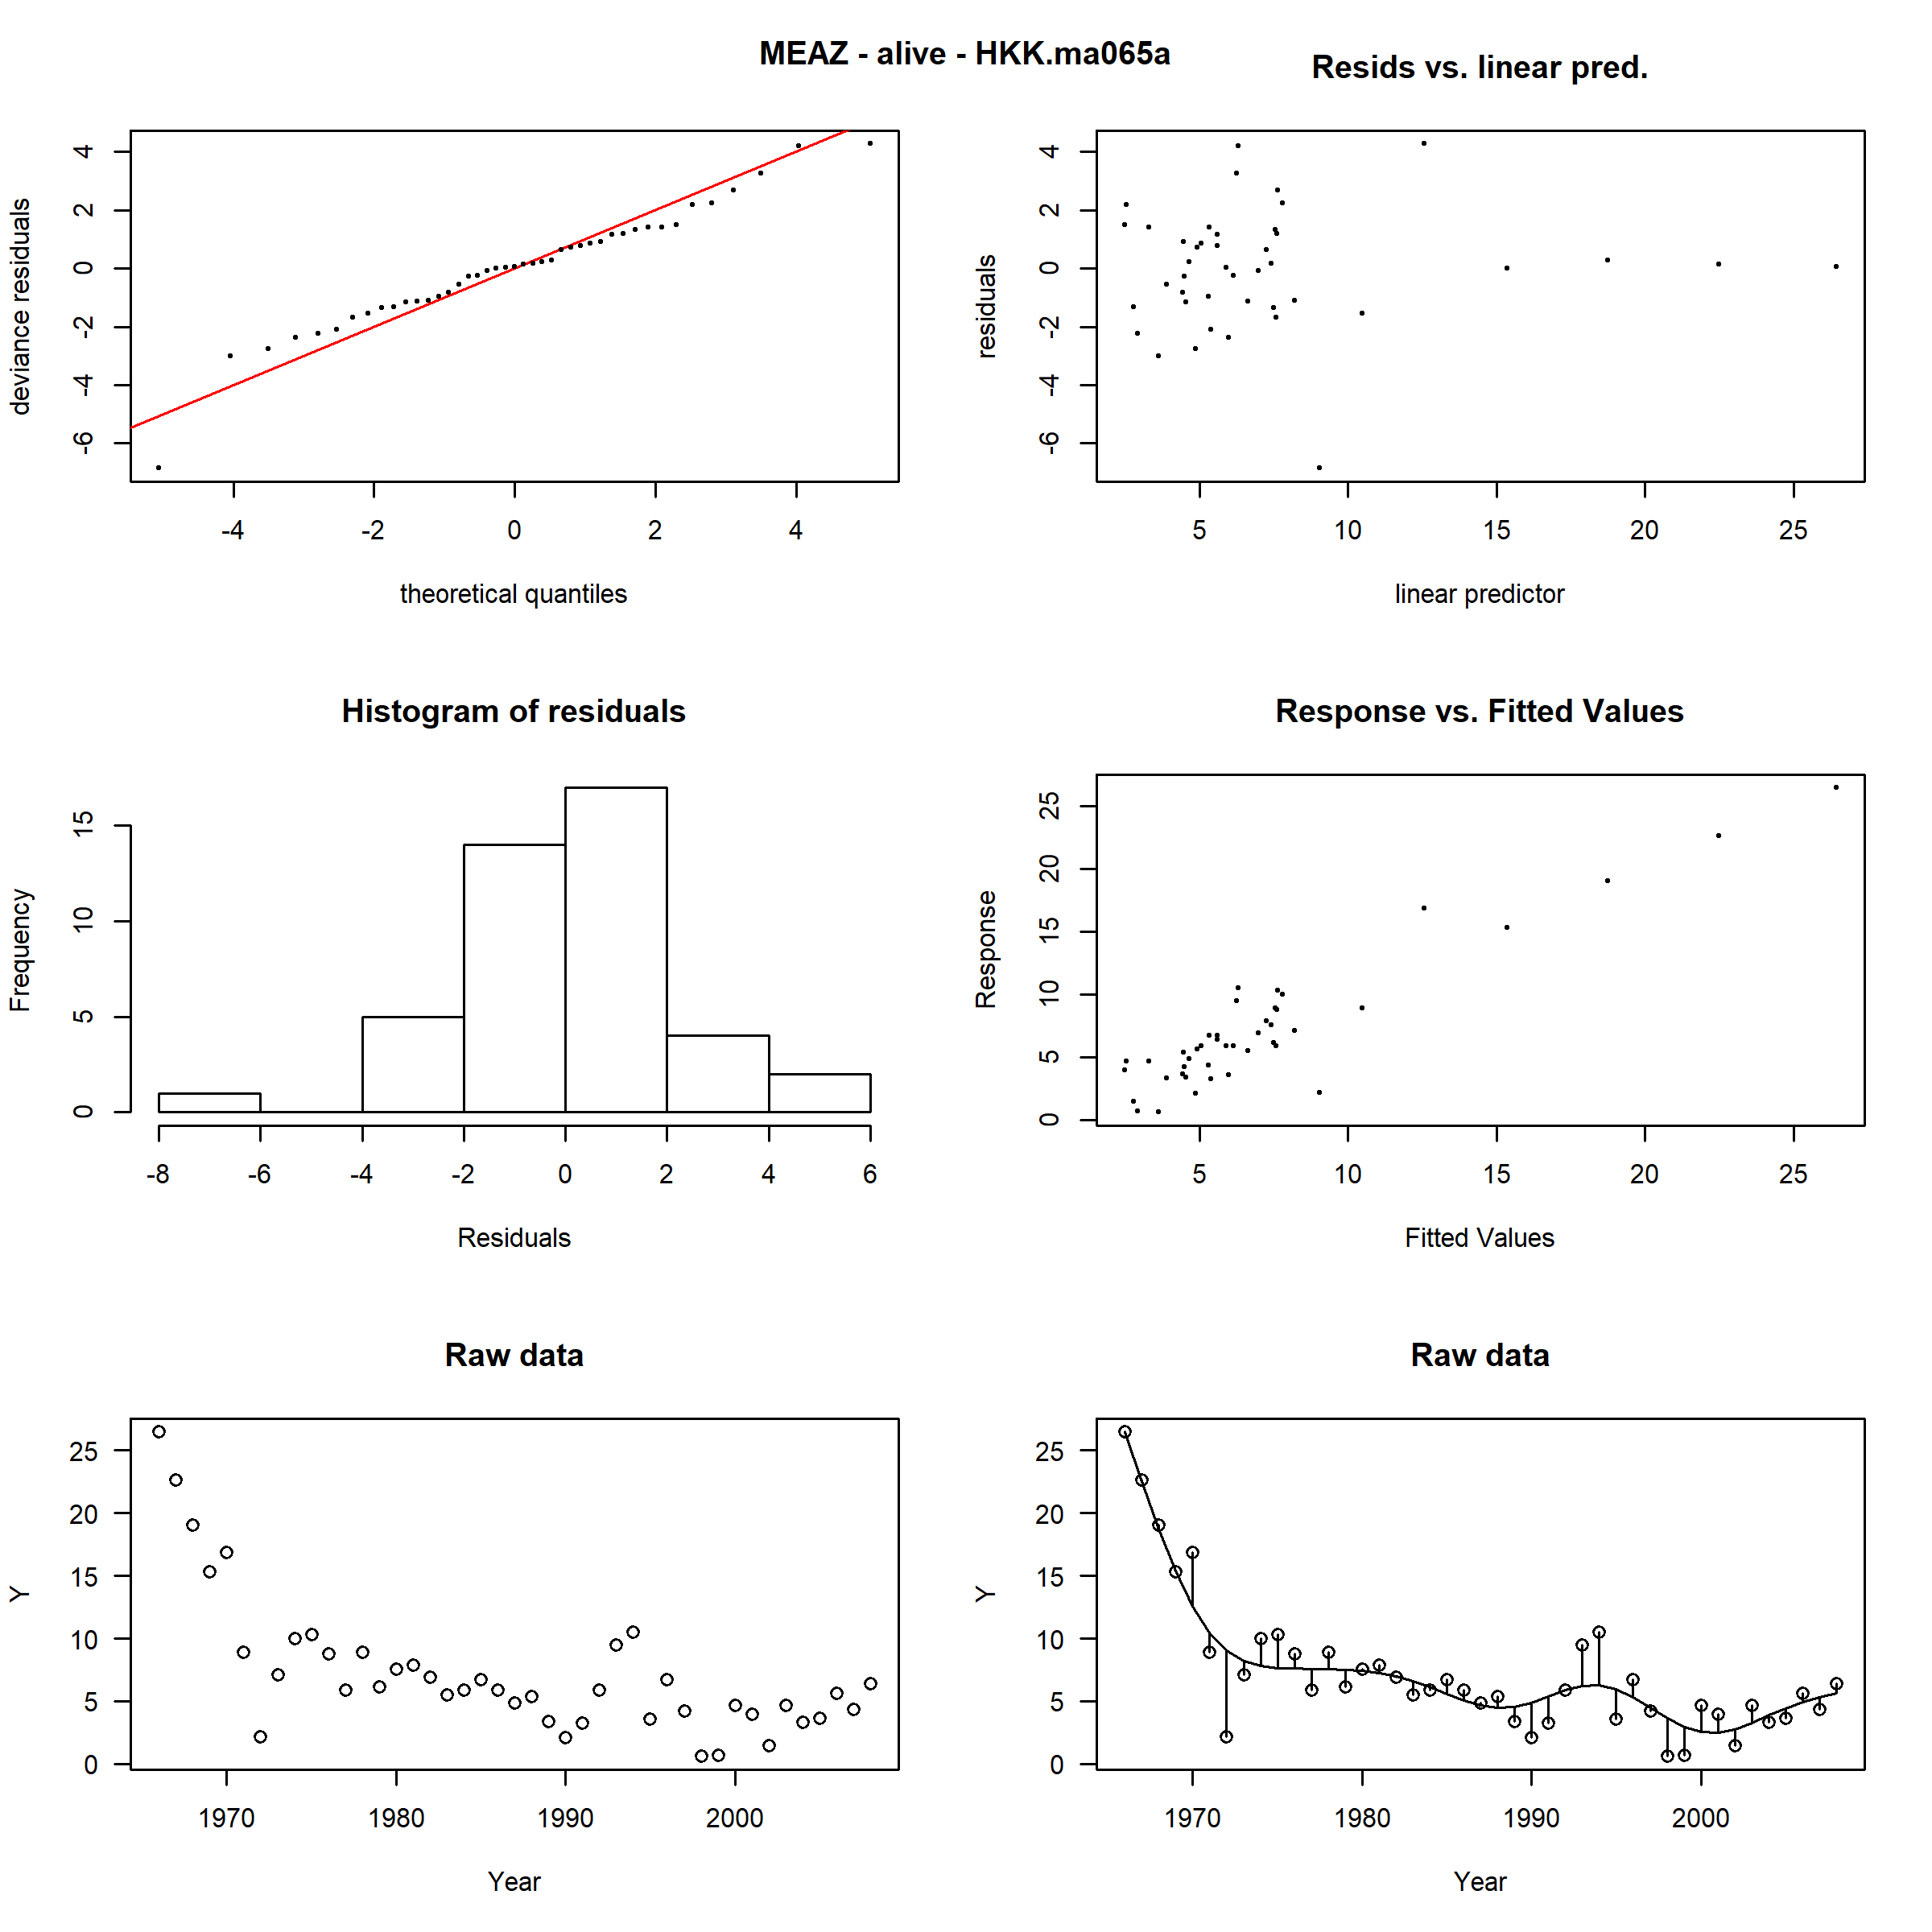 MEAZ - alive - HKK.ma065a
Resids vs. linear pred.
deviance residuals
4
2
0
-2
-4
-6
-4 -2 0 2 4
theoretical quantiles
residuals
4
2
0
-2
-4
-6
5 10 15 20 25
linear predictor
Histogram of residuals
Frequency
15
10
5
0
-8 -6 -4 -2 0 2 4 6
Residuals
Response vs. Fitted Values
Response
25
20
15
10
5
0
5 10 15 20 25
Fitted Values
Raw data
Y
25
20
15
10
5
0
1970 1980 1990 2000
Year
Raw data
Y
25
20
15
10
5
0
1970 1980 1990 2000
Year